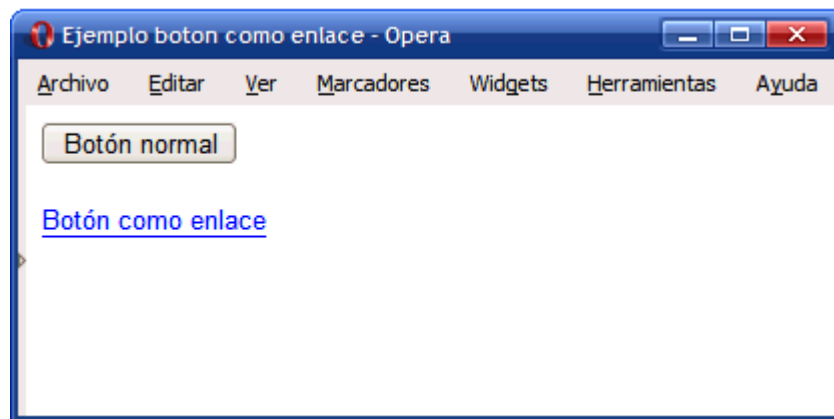 Ejemplo boton como enlace - Opera
Archivo Editar Ver Marcadores Widgets Herramientas Ayuda
Botón normal
Botón como enlace